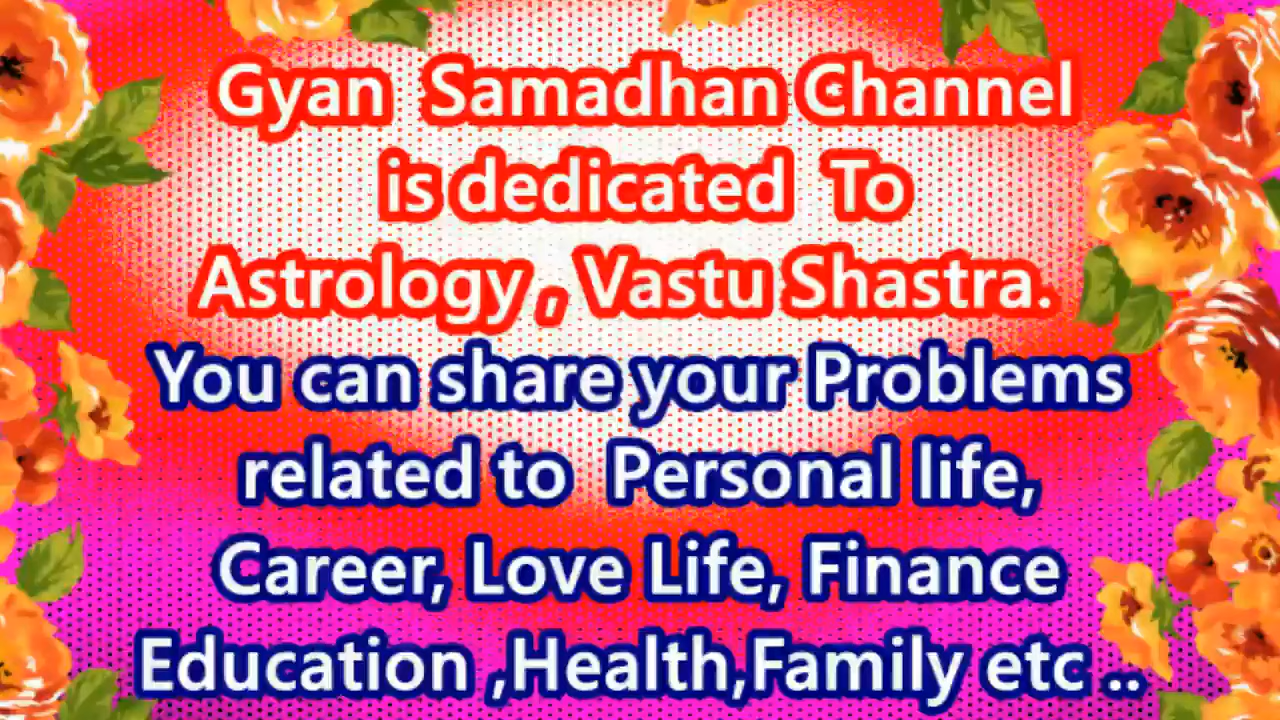 Gyan Samadhan Channel
is dedicated To
Astrology , Vastu Shastra.
You can share your Problems
related to Personal life,
Career, Love Life, Finance
Education ,Health,Family etc ..